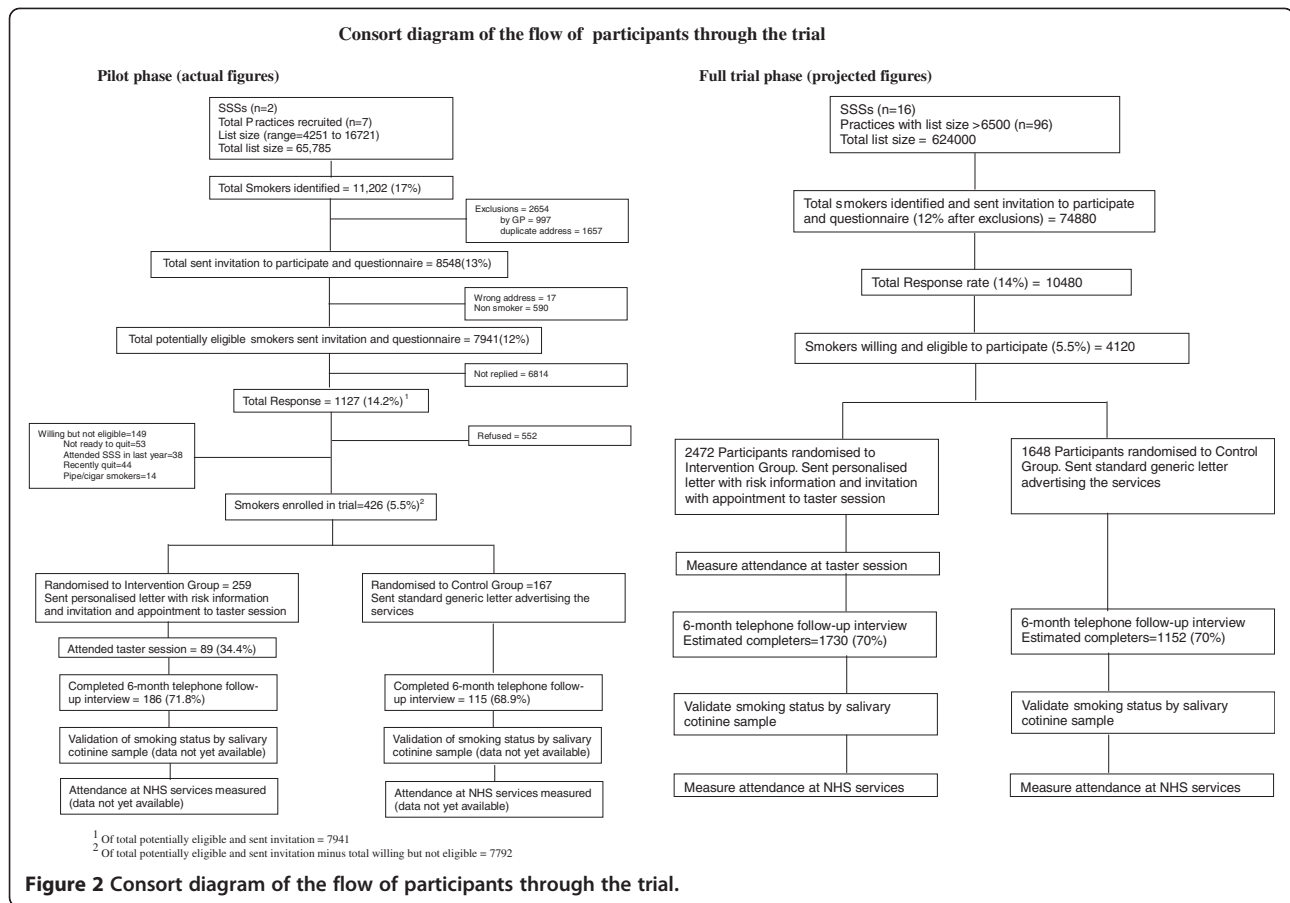 Consort diagram of the flow of participants through the trial
Pilot phase (actual figures)
SSSs (n=2)
Total Practices recruited (n=7)
List size (range=4251 to 16721)
Total list size = 65,785
Total Smokers identified = 11,202 (17%)
Exclusions = 2654
by GP = 997
duplicate address = 1657
Total sent invitation to participate and questionnaire = 8548(13%)
Wrong address = 17
Non smoker = 590
Total potentially eligible smokers sent invitation and questionnaire = 7941(12%)
Not replied = 6814
Total Response = 1127 (14.2%) 1
Willing but not eligible=149
Not ready to quit=53
Attended SSS in last year=38
Recently quit=44
Pipe/cigar smokers=14
Refused = 552
Smokers enrolled in trial=426 (5.5%)2
Randomised to Intervention Group = 259
Sent personalised letter with risk information
and invitation and appointment to taster session
Attended taster session = 89 (34.4%)
Completed 6-month telephone follow-
up interview = 186 (71.8%)
Validation of smoking status by salivary
cotinine sample (data not yet available)
Attendance at NHS services measured
(data not yet available)
Randomised to Control Group =167
Sent standard generic letter advertising the
services
Completed 6-month telephone follow-
up interview = 115 (68.9%)
Validation of smoking status by salivary
cotinine sample (data not yet available)
Attendance at NHS services measured
(data not yet available)
1 Of total potentially eligible and sent invitation = 7941
2 Of total potentially eligible and sent invitation minus total willing but not eligible = 7792
Full trial phase (projected figures)
SSSs (n=16)
Practices with list size >6500 (n=96)
Total list size = 624000
Total smokers identified and sent invitation to participate
and questionnaire (12% after exclusions) = 74880
Total Response rate (14%) = 10480
Smokers willing and eligible to participate (5.5%) = 4120
2472 Participants randomised to
Intervention Group. Sent personalised
letter with risk information and invitation
with appointment to taster session
Measure attendance at taster session
6-month telephone follow-up interview
Estimated completers=1730 (70%)
Validate smoking status by salivary
cotinine sample
Measure attendance at NHS services
1648 Participants randomised to Control
Group. Sent standard generic letter
advertising the services
6-month telephone follow-up interview
Estimated completers=1152 (70%)
Validate smoking status by salivary
cotinine sample
Measure attendance at NHS services
Figure 2 Consort diagram of the flow of participants through the trial.